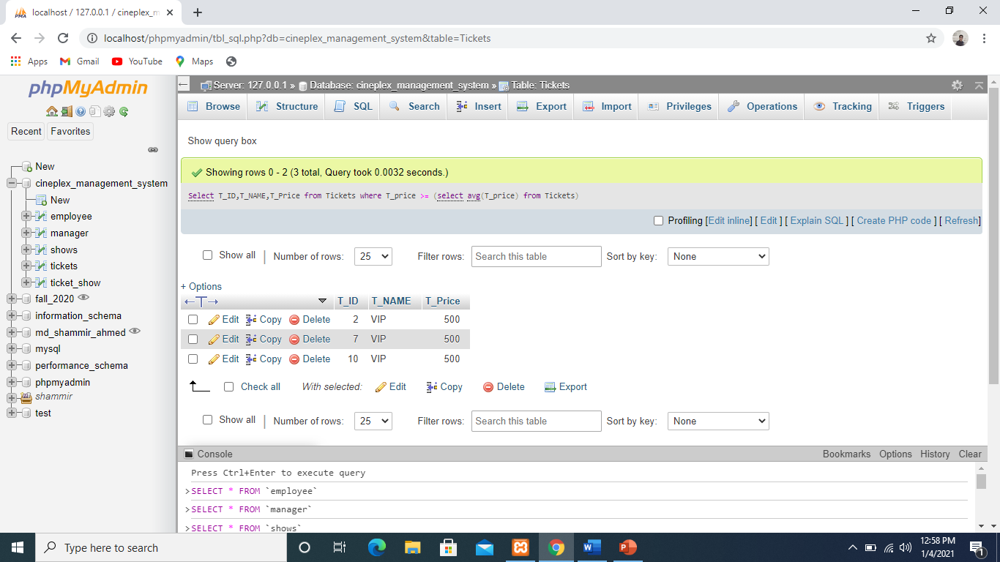 localhost / 127.0.0.1 / cineplex_m
localhost/phpmyadmin/tbl_sql.php?db=cineplex_management_system&table=Tickets
Apps Gmail YouTube Maps
phpMyAdmin
Recent Favorites
New
cineplex_management_system
New
employee
manager
shows
tickets
ticket_show
fall_2020
information_schema
md_shammir_ahmed
mysql
performance_schema
phpmyadmin
shammir
test
Server: 127.0.0.1 » Database: cineplex_management_system » Table: Tickets
Browse Structure SQL Search Insert Export Import Privileges Operations Tracking Triggers
Show query box
Showing rows 0 - 2 (3 total, Query took 0.0032 seconds.)
Select T_ID,T_NAME,T_Price from Tickets where T_price >= (select avg(T_price) from Tickets)
Profiling [Edit inline] [ Edit ] [ Explain SQL ] [ Create PHP code ] [ Refresh]
Show all | Number of rows: 25 Filter rows: Search this table Sort by key: None
+ Options
←T→ T_ID T_NAME T_Price
Edit Copy Delete 2 VIP 500
Edit Copy Delete 7 VIP 500
Edit Copy Delete 10 VIP 500
Check all With selected: Edit Copy Delete Export
Show all | Number of rows: 25 Filter rows: Search this table Sort by key: None
Console Bookmarks Options History Clear
Press Ctrl+Enter to execute query
>SELECT * FROM `employee`
>SELECT * FROM `manager`
>SELECT * FROM `shows`
Type here to search
12:58 PM
1/4/2021
1